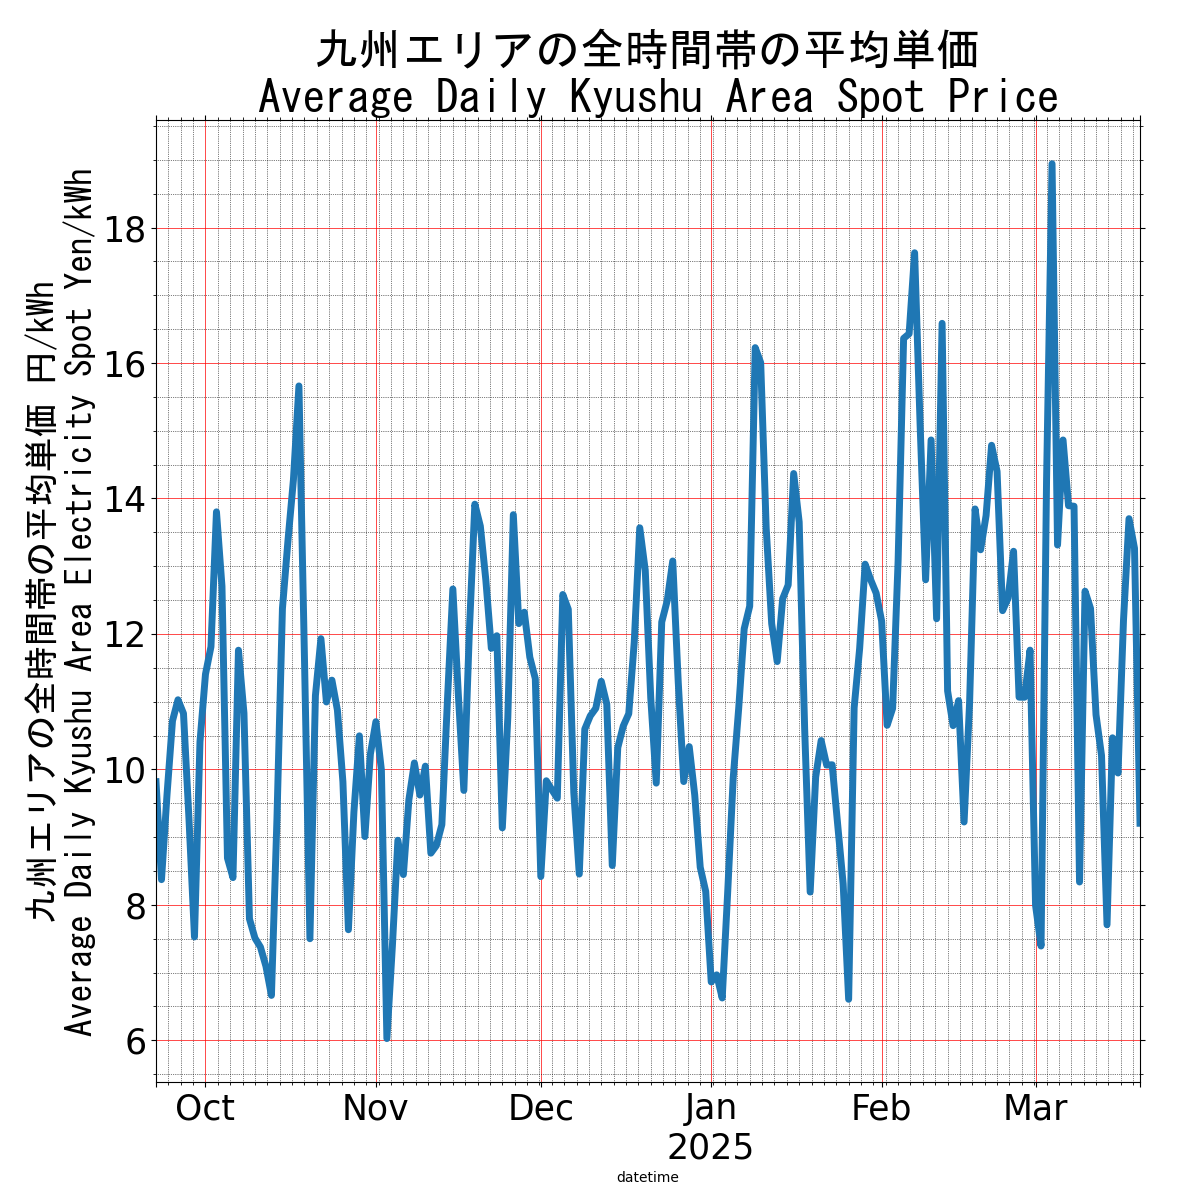 九州エリアの全時間帯の平均単価
Average Daily Kyushu Area Spot Price
九州エリアの全時間帯の平均単価 円/kWh
Average Daily Kyushu Area Electricity Spot Yen/kWh
18
16
14
12
10
8
6
Oct
Nov
Dec
Jan
Feb
Mar
2025
datetime